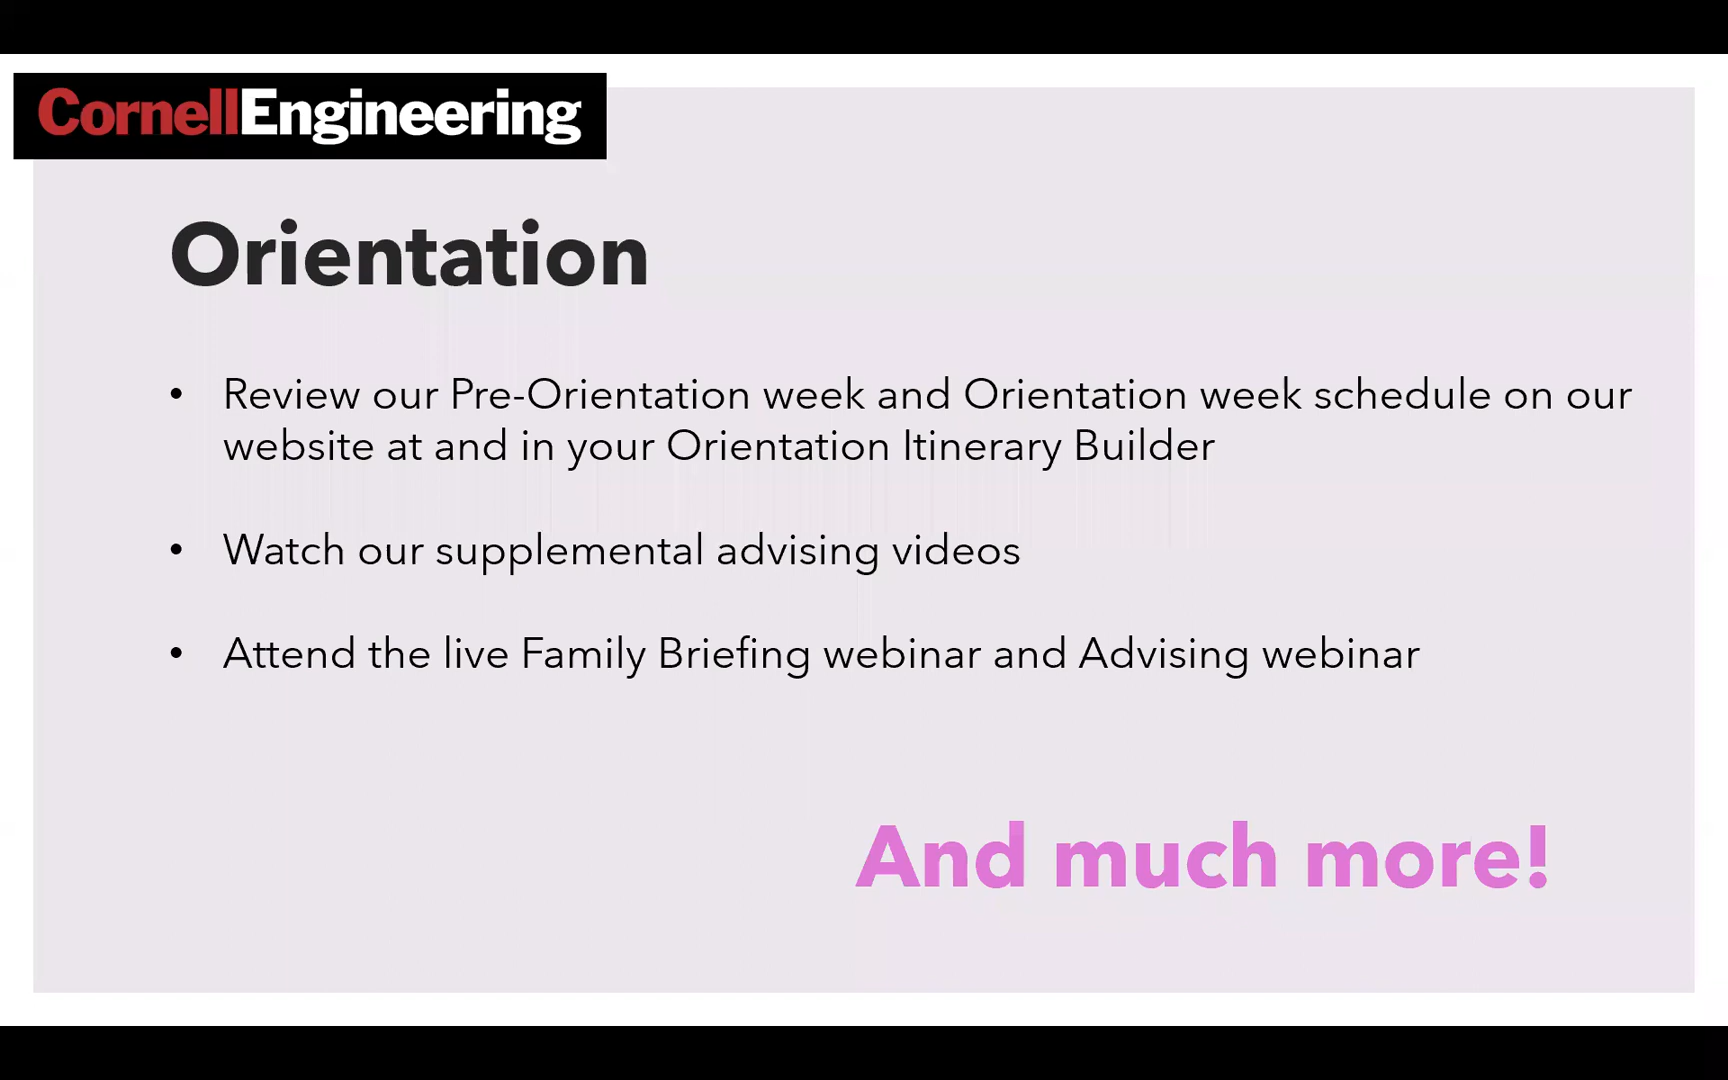 CornellEngineering
Orientation
• Review our Pre-Orientation week and Orientation week schedule on our
website at and in your Orientation Itinerary Builder
• Watch our supplemental advising videos
• Attend the live Family Briefing webinar and Advising webinar
And much more!